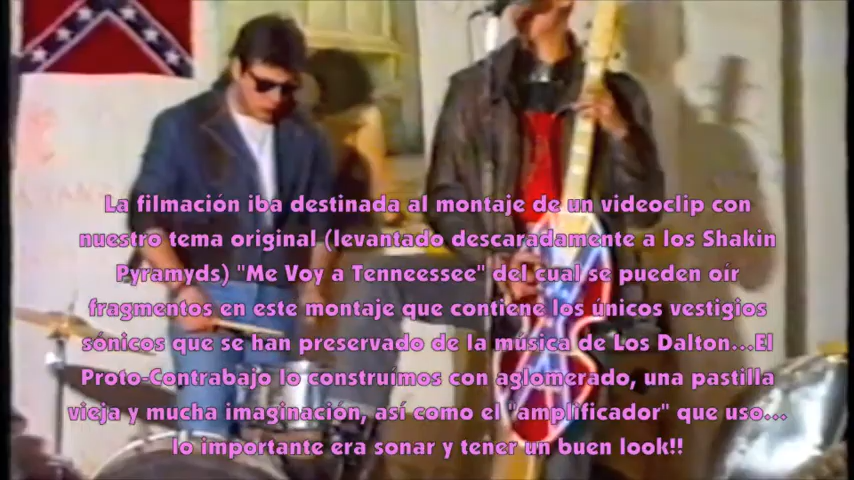 La filmación iba destinada al montaje de un videoclip con
nuestro tema original (levantado descaradamente a los Shakin
Pyramyds) "Me Voy a Tenneessee" del cual se pueden oír
fragmentos en este montaje que contiene los únicos vestigios
sónicos que se han preservado de la música de Los Dalton...El
Proto-Contrabajo lo construímos con aglomerado, una pastilla
vieja y mucha imaginación, así como el "amplificador" que uso...
lo importante era sonar y tener un buen look!!